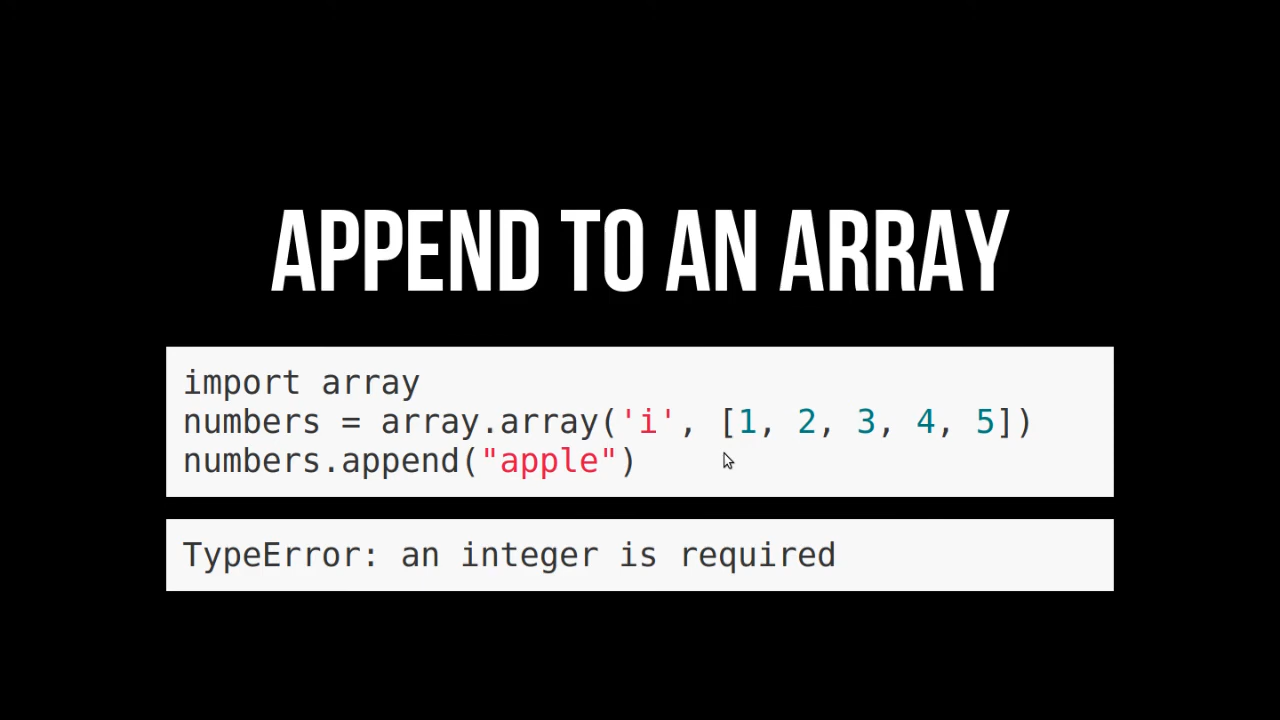 APPEND TO AN ARRAY
import array
numbers = array.array('i', [1, 2, 3, 4, 5])
numbers.append("apple")
TypeError: an integer is required